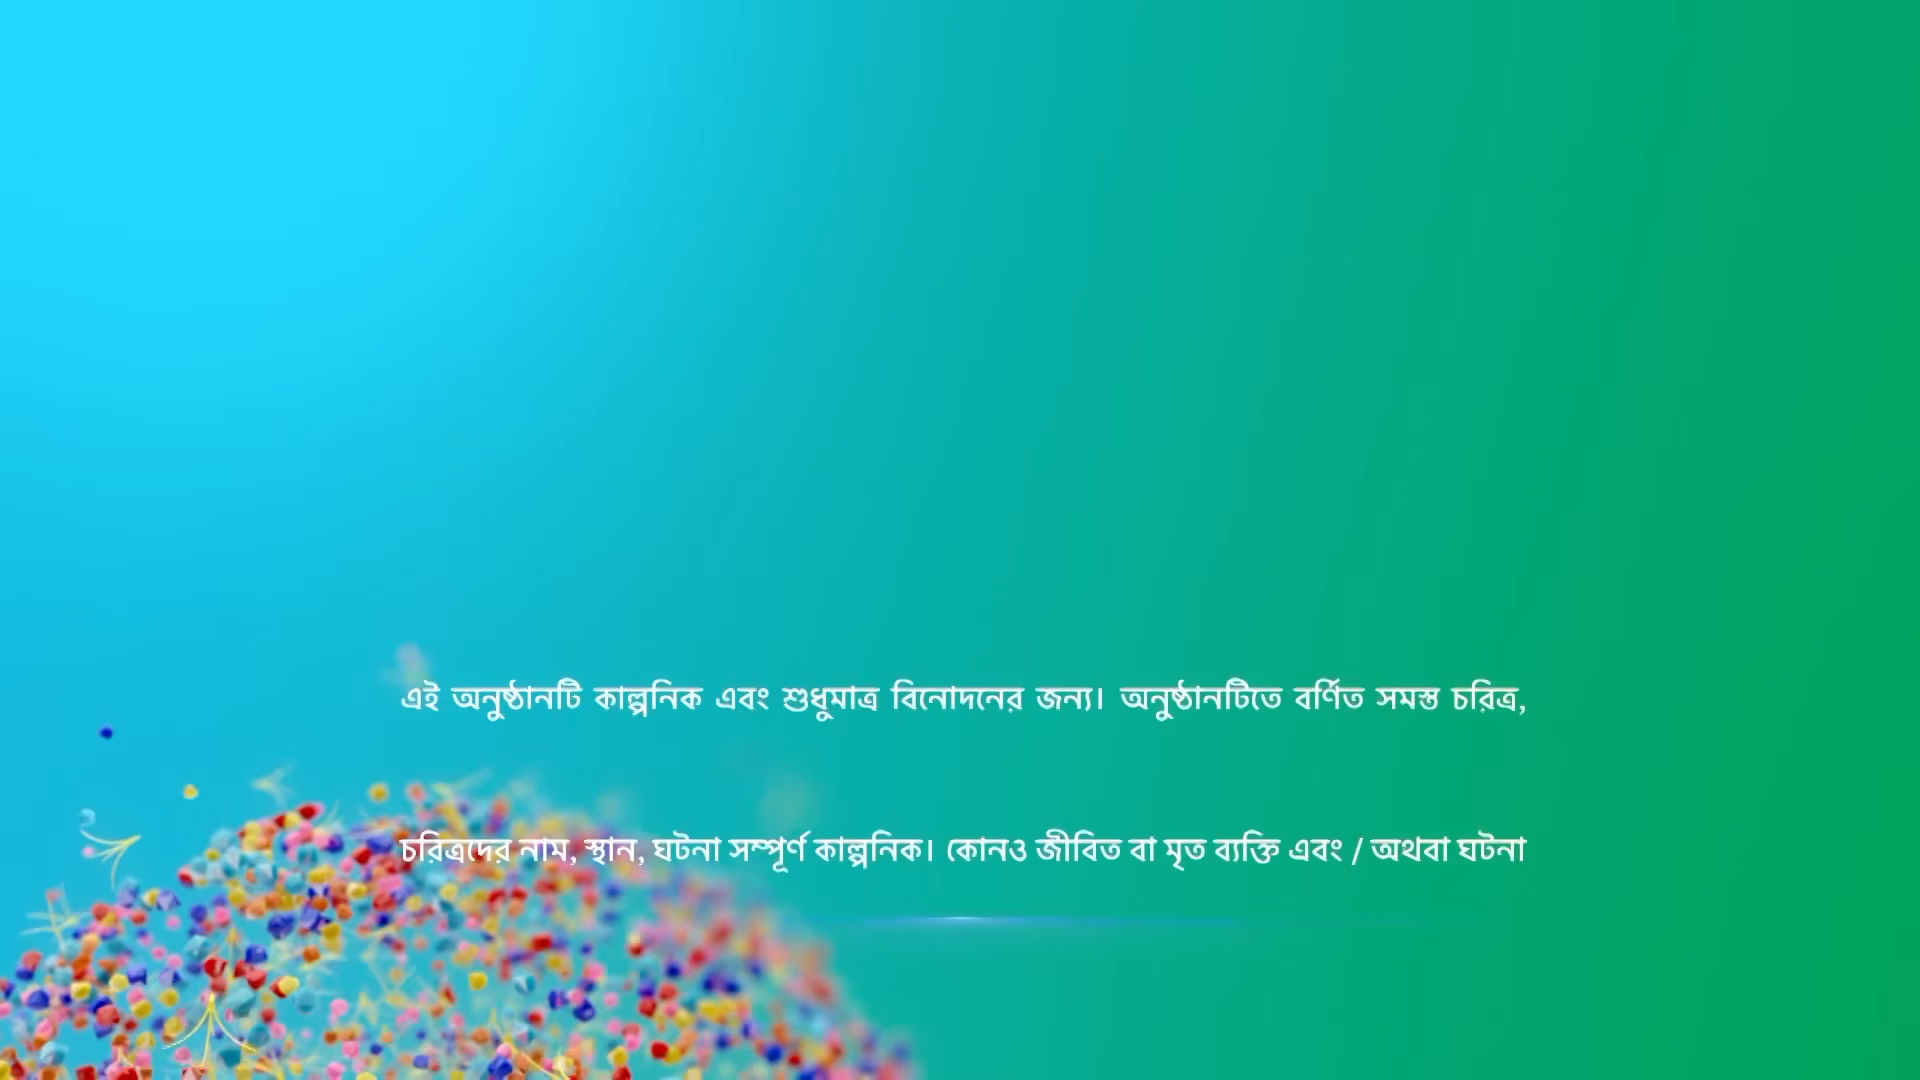 এই অনুষ্ঠানটি কাল্পনিক এবং শুধুমাত্র বিনোদনের জন্য। অনুষ্ঠানটিতে বর্ণিত সমস্ত চরিত্র,
চরিত্রদের নাম, স্থান, ঘটনা সম্পূর্ণ কাল্পনিক। কোনও জীবিত বা মৃত ব্যক্তি এবং / অথবা ঘটনা